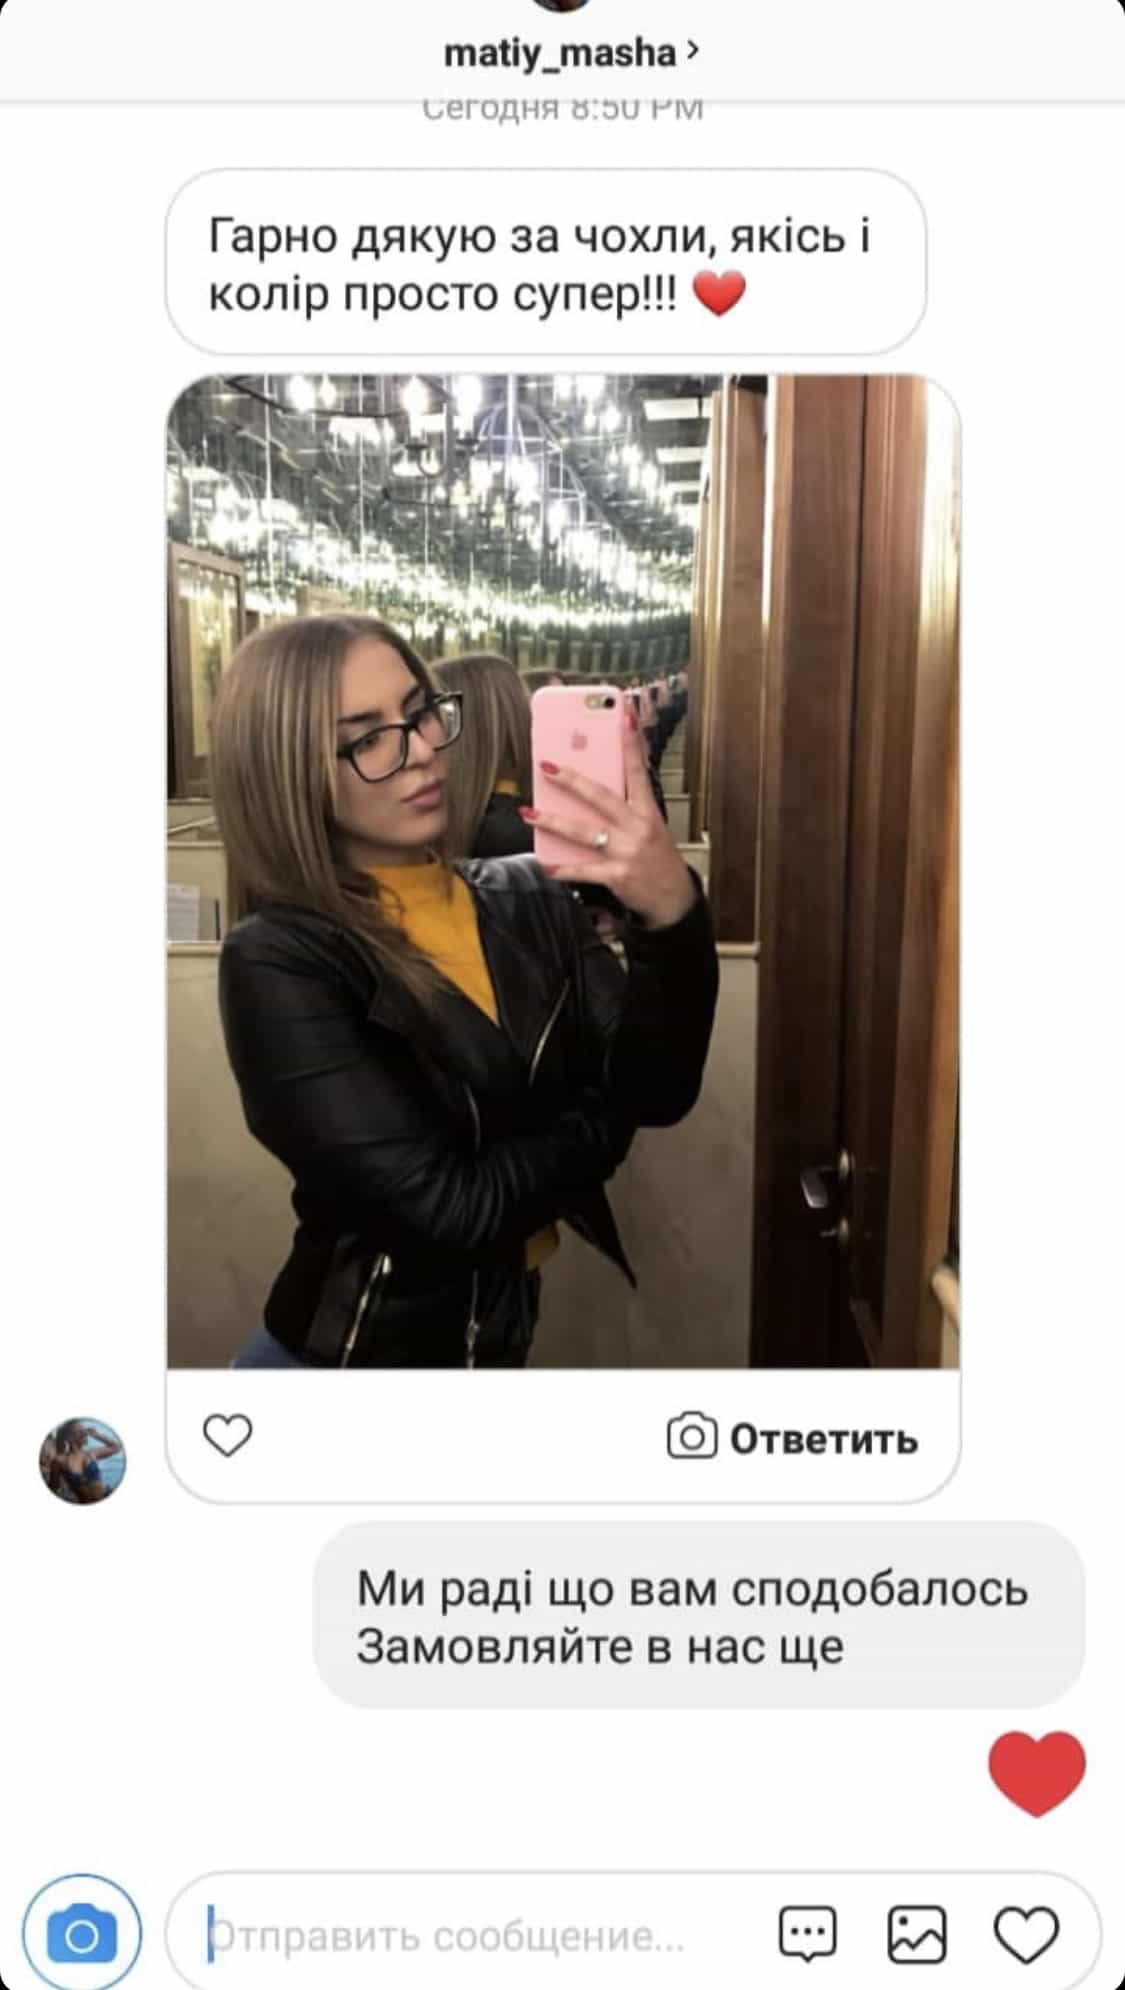 matiy_masha
Сегодня 8:50 PM
Гарно дякую за чохли, якісь і
колір просто супер!!! ❤️
Ответить
Ми раді що вам сподобалось
Замовляйте в нас ще
Отправить сообщение...